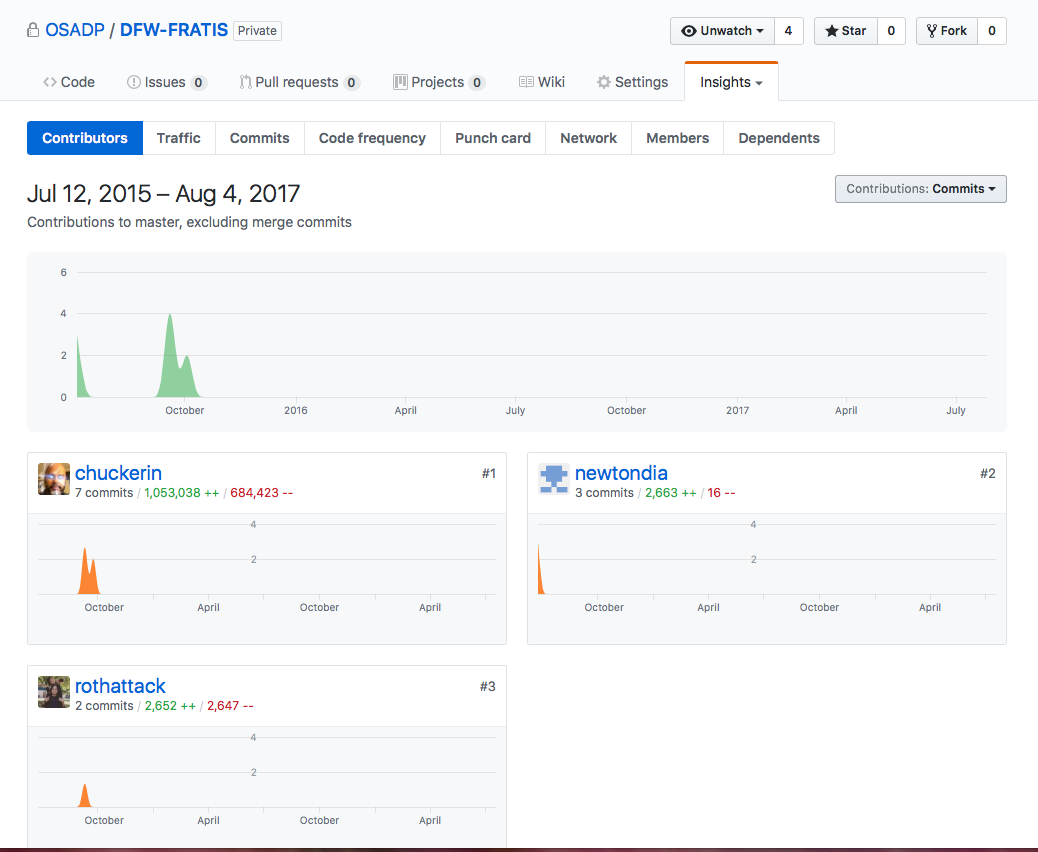 OSADP / DFW-FRATIS Private
Unwatch 4 Star 0 Fork 0
Code Issues 0 Pull requests 0 Projects 0 Wiki Settings Insights
Contributors Traffic Commits Code frequency Punch card Network Members Dependents
Jul 12, 2015 – Aug 4, 2017
Contributions: Commits
Contributions to master, excluding merge commits
6
4
2
0
October 2016 April July October 2017 April July
chuckerin #1
7 commits / 1,053,038 ++ / 684,423 --
4
2
October April October April
newtondia #2
3 commits / 2,663 ++ / 16 --
4
2
October April October April
rothattack #3
2 commits / 2,652 ++ / 2,647 --
4
2
October April October April